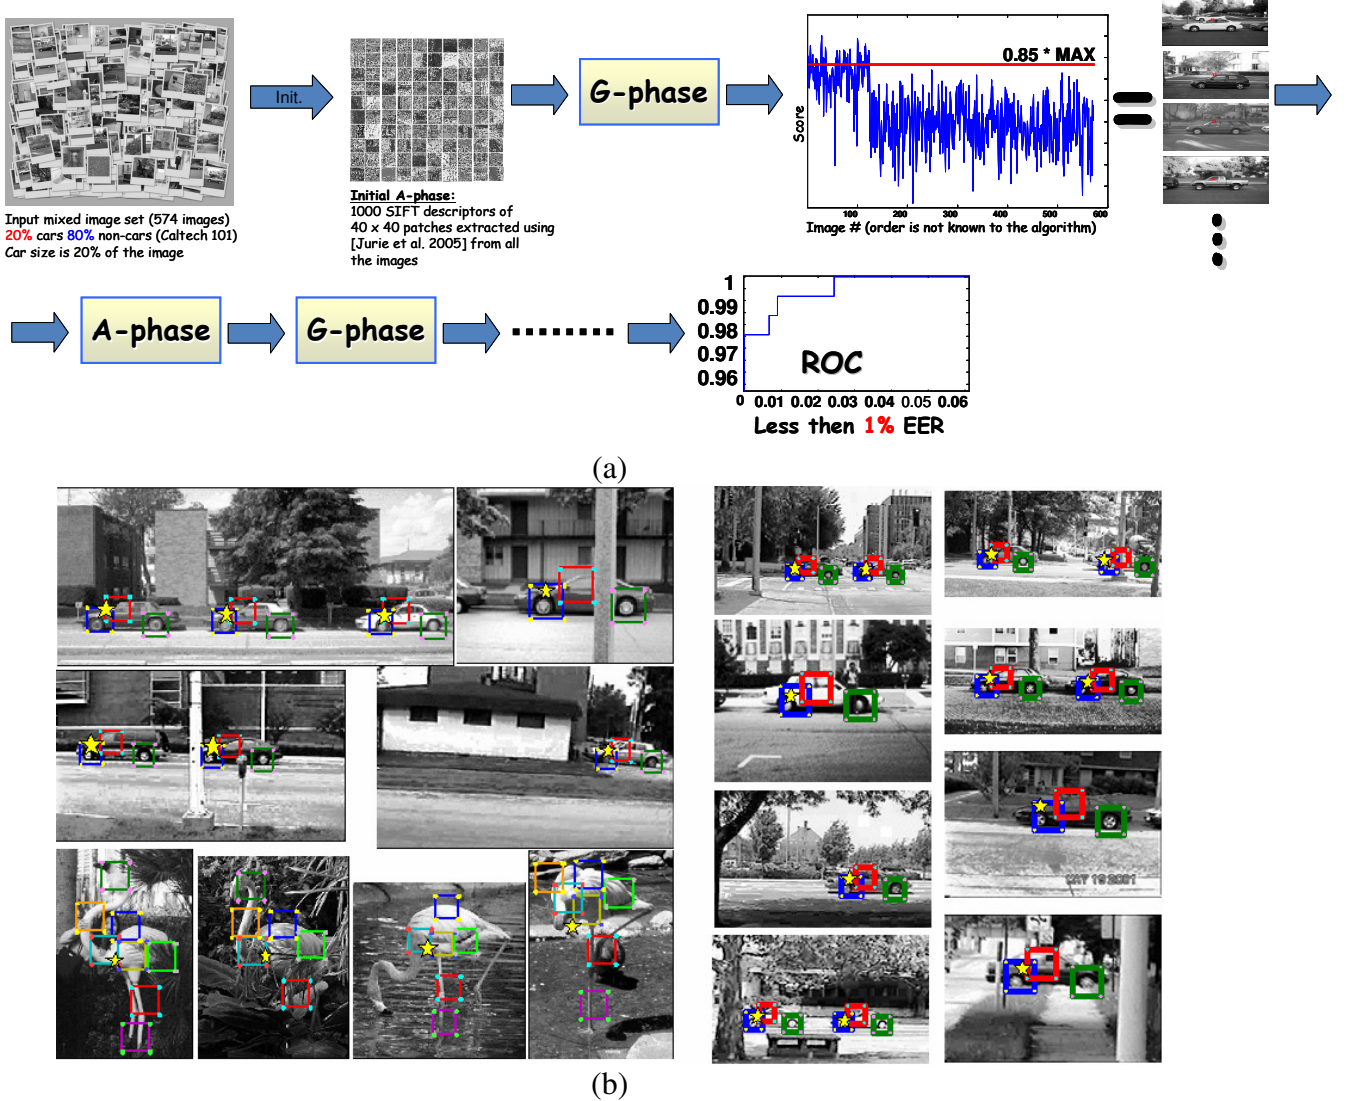 Init.
G-phase
0.85 * MAX
Score
100 200 300 400 500 600
Image # (order is not known to the algorithm)
Input mixed image set (574 images)
20% cars 80% non-cars (Caltech 101)
Car size is 20% of the image
Initial A-phase:
1000 SIFT descriptors of
40 x 40 patches extracted using
[Jurie et al. 2005] from all
the images
A-phase
G-phase
1
0.99
0.98
0.97
0.96
ROC
0 0.01 0.02 0.03 0.04 0.05 0.06
Less then 1% EER
(a)
(b)